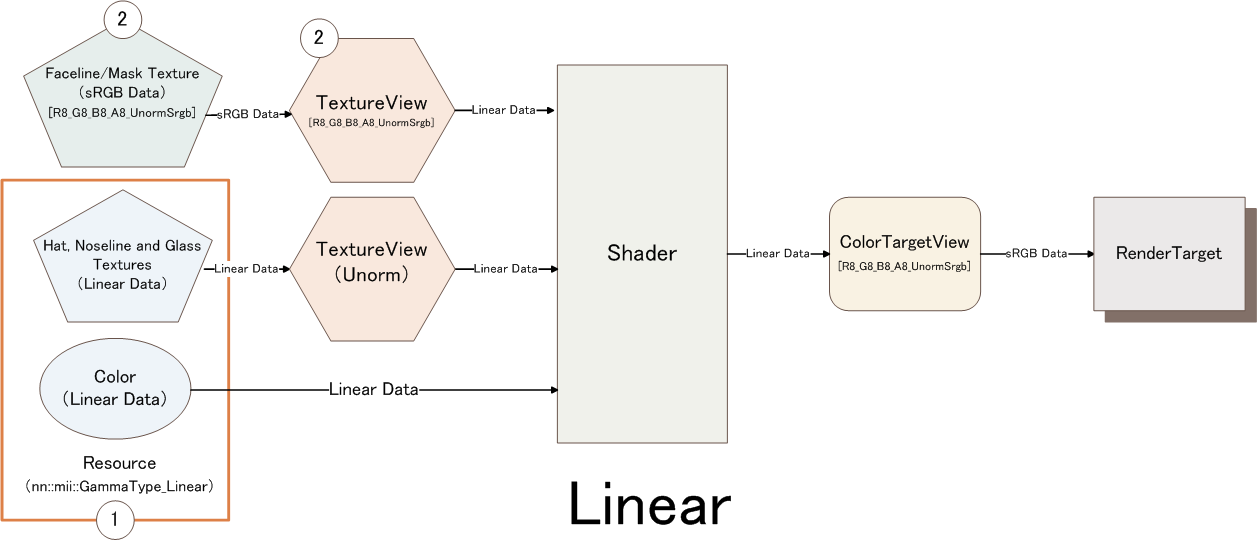 2
Faceline/Mask Texture
(sRGB Data)
[R8_G8_B8_A8_UnormSrgb]
sRGB Data
2
TextureView
[R8_G8_B8_A8_UnormSrgb]
Linear Data
Hat, Noseline and Glass
Textures
(Linear Data)
Linear Data
TextureView
(Unorm)
Linear Data
Color
(Linear Data)
Linear Data
Resource
(nn::mii::GammaType_Linear)
1
Shader
Linear Data
ColorTargetView
[R8_G8_B8_A8_UnormSrgb]
sRGB Data
RenderTarget
Linear